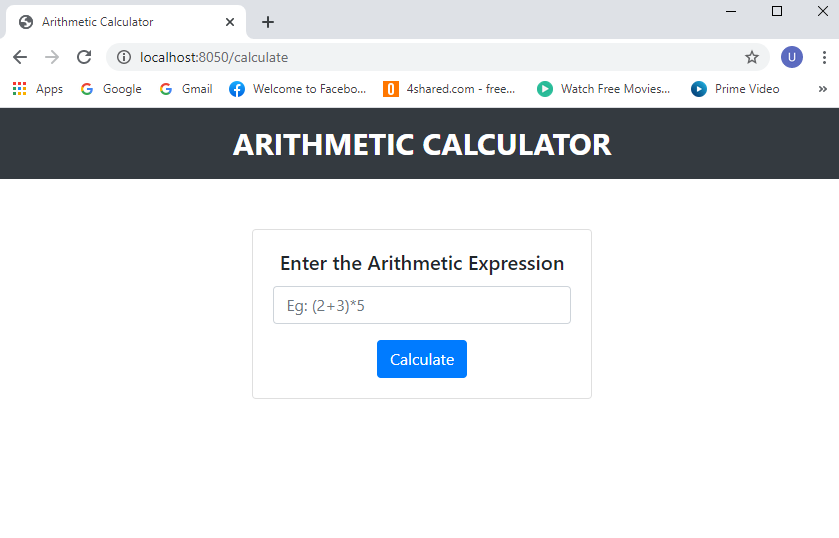 Arithmetic Calculator
localhost:8050/calculate
U
Apps Google Gmail Welcome to Facebo... 4shared.com - free... Watch Free Movies... Prime Video »
ARITHMETIC CALCULATOR
Enter the Arithmetic Expression
Eg: (2+3)*5
Calculate